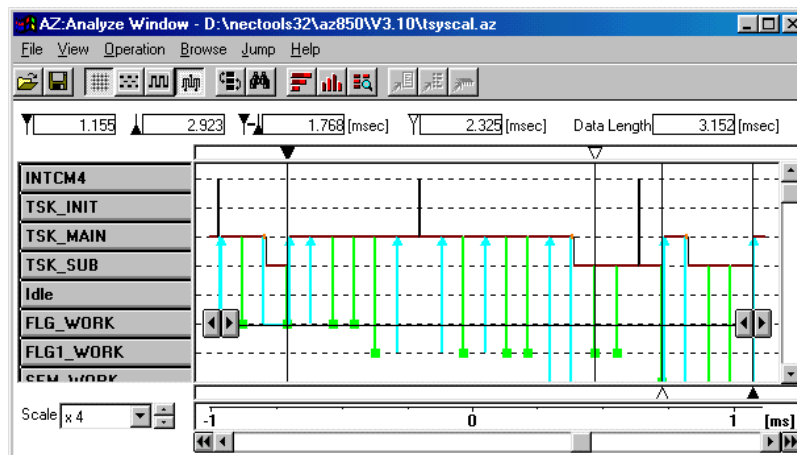 AZ:Analyze Window - D:\nectools32\az850\V3.10\tsyscal.az
File View Operation Browse Jump Help
1.155 2.923 1.768 [msec] 2.325 [msec] Data Length 3.152 [msec]
INTCM4
TSK_INIT
TSK_MAIN
TSK_SUB
Idle
FLG_WORK
FLG1_WORK
SEM_WORK
Scale x 4
-1 0 1 [ms]